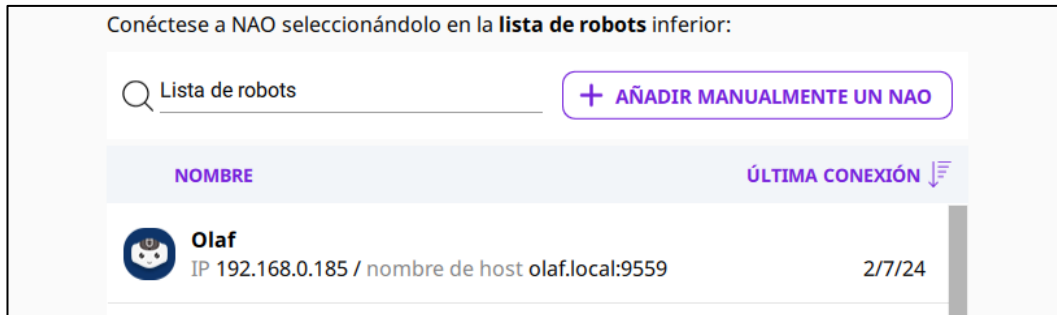 Conéctese a NAO seleccionándolo en la lista de robots inferior:
Lista de robots
+ AÑADIR MANUALMENTE UN NAO
NOMBRE ÚLTIMA CONEXIÓN
Olaf
IP 192.168.0.185 / nombre de host olaf.local:9559 2/7/24